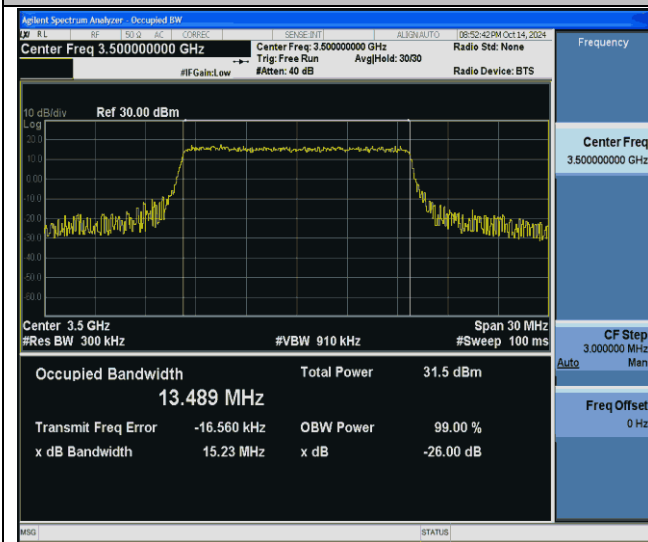 Agilent Spectrum Analyzer - Occupied BW
RL RF 50 Ω AC CORREC SENSE:INT ALIGNAUTO 08:52:42 PM Oct 14, 2024
Center Freq 3.500000000 GHz
Center Freq: 3.500000000 GHz
Radio Std: None
Trig: Free Run Avg|Hold: 30/30
#IFGain:Low #Atten: 40 dB Radio Device: BTS
Frequency
10 dB/div Ref 30.00 dBm
Log
20.0
10.0
0.00
-10.0
-20.0
-30.0
-40.0
-50.0
-60.0
Center Freq
3.500000000 GHz
Center 3.5 GHz Span 30 MHz
#Res BW 300 kHz #VBW 910 kHz #Sweep 100 ms
CF Step
3.000000 MHz
Auto Man
Occupied Bandwidth Total Power 31.5 dBm
13.489 MHz
Transmit Freq Error -16.560 kHz OBW Power 99.00 %
x dB Bandwidth 15.23 MHz x dB -26.00 dB
Freq Offset
0 Hz
MSG STATUS